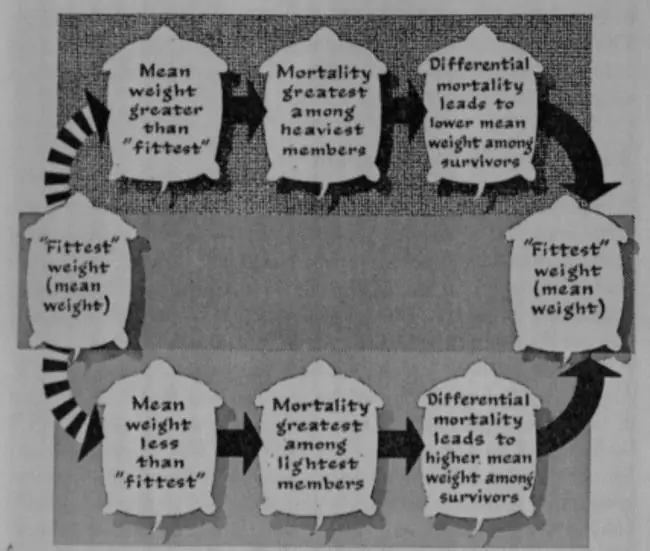 Mean
weight
greater
than
"fittest"
Mortality
greatest
among
heaviest
members
Differential
mortality
leads to
lower mean
weight among
survivors
"Fittest"
weight
(mean
weight)
"Fittest"
weight
(mean
weight)
Mean
weight
less
than
"fittest"
Mortality
greatest
among
lightest
members
Differential
mortality
leads to
higher mean
weight among
survivors